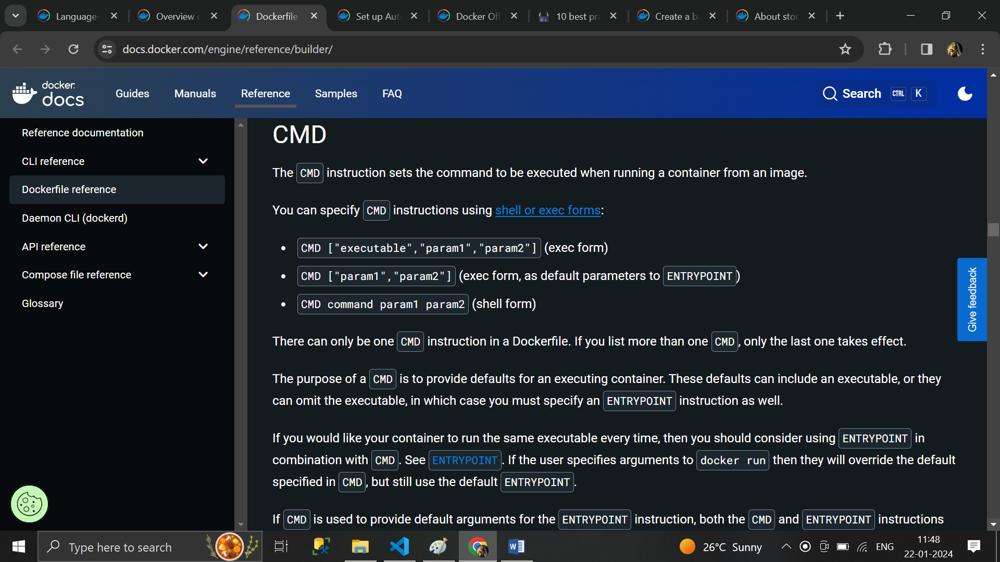 Language-
Overview c
Dockerfile
Set up Aut
Docker Off
10 best pra
Create a ba
About stor
docs.docker.com/engine/reference/builder/
docker
docs
Guides
Manuals
Reference
Samples
FAQ
Search
CTRL
K
Reference documentation
CLI reference
Dockerfile reference
Daemon CLI (dockerd)
API reference
Compose file reference
Glossary
CMD
The CMD instruction sets the command to be executed when running a container from an image.
You can specify CMD instructions using shell or exec forms:
• CMD ["executable","param1","param2"] (exec form)
• CMD ["param1","param2"] (exec form, as default parameters to ENTRYPOINT)
• CMD command param1 param2 (shell form)
There can only be one CMD instruction in a Dockerfile. If you list more than one CMD, only the last one takes effect.
The purpose of a CMD is to provide defaults for an executing container. These defaults can include an executable, or they
can omit the executable, in which case you must specify an ENTRYPOINT instruction as well.
If you would like your container to run the same executable every time, then you should consider using ENTRYPOINT in
combination with CMD. See ENTRYPOINT. If the user specifies arguments to docker run then they will override the default
specified in CMD, but still use the default ENTRYPOINT.
If CMD is used to provide default arguments for the ENTRYPOINT instruction, both the CMD and ENTRYPOINT instructions
Give feedback
Type here to search
26°C Sunny
ENG
11:48
22-01-2024